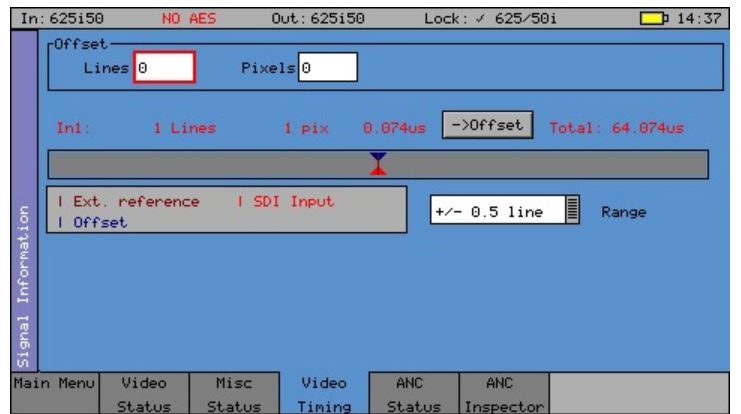 In: 625i50 NO AES Out: 625i50 Lock: ✓ 625/50i 14:37
Offset
Lines 0 Pixels 0
In1: 1 Lines 1 pix 0.074us ->Offset Total: 64.074us
| Ext. reference | SDI Input
| Offset
+/- 0.5 line Range
Signal Information
Main Menu Video Status Misc Status Video Timing ANC Status ANC Inspector